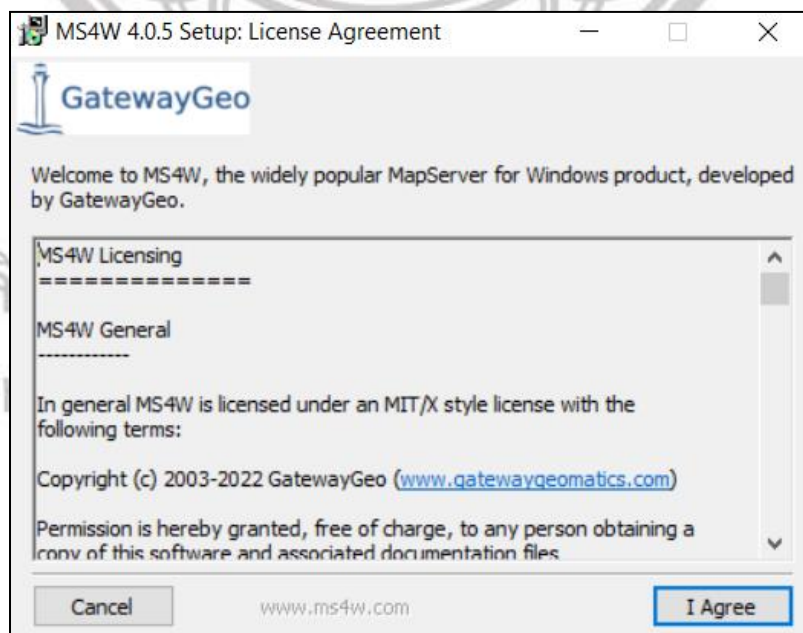 MS4W 4.0.5 Setup: License Agreement
GatewayGeo
Welcome to MS4W, the widely popular MapServer for Windows product, developed
by GatewayGeo.
MS4W Licensing
==============
MS4W General
------------
In general MS4W is licensed under an MIT/X style license with the
following terms:
Copyright (c) 2003-2022 GatewayGeo (www.gatewaygeomatics.com)
Permission is hereby granted, free of charge, to any person obtaining a
copy of this software and associated documentation files
Cancel
www.ms4w.com
I Agree